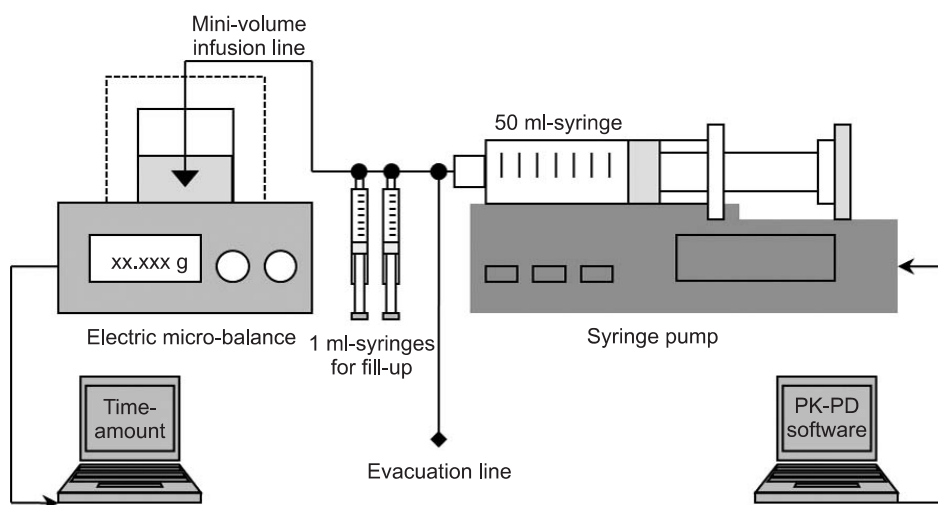 Mini-volume
infusion line
50 ml-syringe
xx.xxx g
Electric micro-balance
1 ml-syringes
for fill-up
Syringe pump
Time-
amount
Evacuation line
PK-PD
software